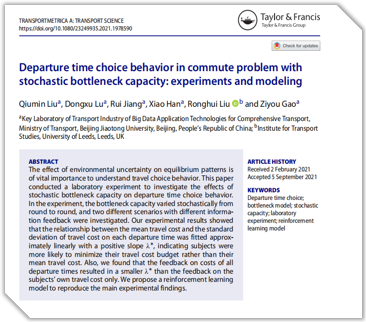 TRANSPORTMETRICA A: TRANSPORT SCIENCE
https://doi.org/10.1080/23249935.2021.1978590
Taylor & Francis
Taylor & Francis Group
Check for updates
Departure time choice behavior in commute problem with
stochastic bottleneck capacity: experiments and modeling
Qiumin Liuᵃ, Dongxu Luᵃ, Rui Jiangᵃ, Xiao Hanᵃ, Ronghui Liu ᵇ and Ziyou Gaoᵃ
ᵃKey Laboratory of Transport Industry of Big Data Application Technologies for Comprehensive Transport,
Ministry of Transport, Beijing Jiaotong University, Beijing, People's Republic of China; ᵇInstitute for Transport
Studies, University of Leeds, Leeds, UK
ABSTRACT
The effect of environmental uncertainty on equilibrium patterns is
of vital importance to understand travel choice behavior. This paper
conducted a laboratory experiment to investigate the effects of
stochastic bottleneck capacity on departure time choice behavior.
In the experiment, the bottleneck capacity varied stochastically from
round to round, and two different scenarios with different informa-
tion feedback were investigated. Our experimental results showed
that the relationship between the mean travel cost and the standard
deviation of travel cost on each departure time was fitted approx-
imately linearly with a positive slope λ*, indicating subjects were
more likely to minimize their travel cost budget rather than their
mean travel cost. Also, we found that the feedback on costs of all
departure times resulted in a smaller λ* than the feedback on the
subjects' own travel cost only. We propose a reinforcement learning
model to reproduce the main experimental findings.
ARTICLE HISTORY
Received 2 February 2021
Accepted 5 September 2021
KEYWORDS
Departure time choice;
bottleneck model; stochastic
capacity; laboratory
experiment; reinforcement
learning model